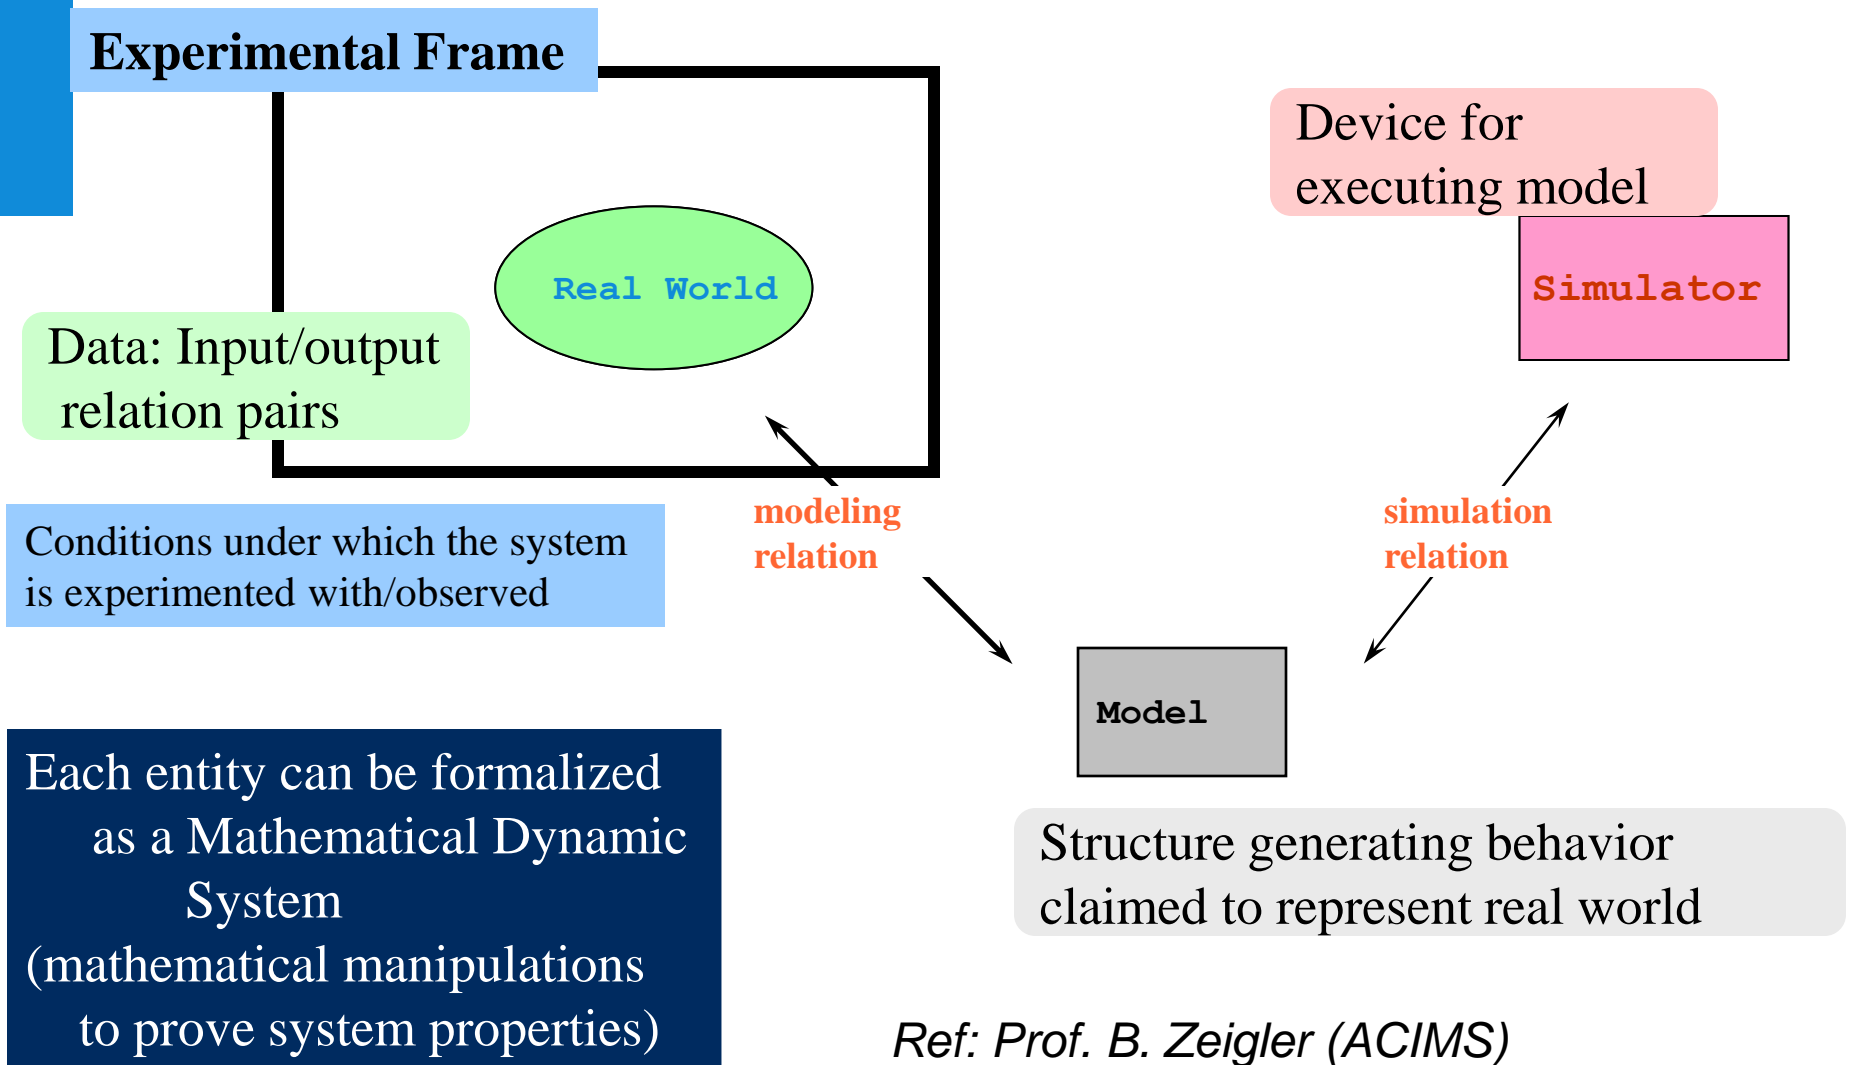 Experimental Frame
Device for
executing model
Real World
Simulator
Data: Input/output
relation pairs
modeling
relation
simulation
relation
Conditions under which the system
is experimented with/observed
Model
Each entity can be formalized
as a Mathematical Dynamic
System
(mathematical manipulations
to prove system properties)
Structure generating behavior
claimed to represent real world
Ref: Prof. B. Zeigler (ACIMS)